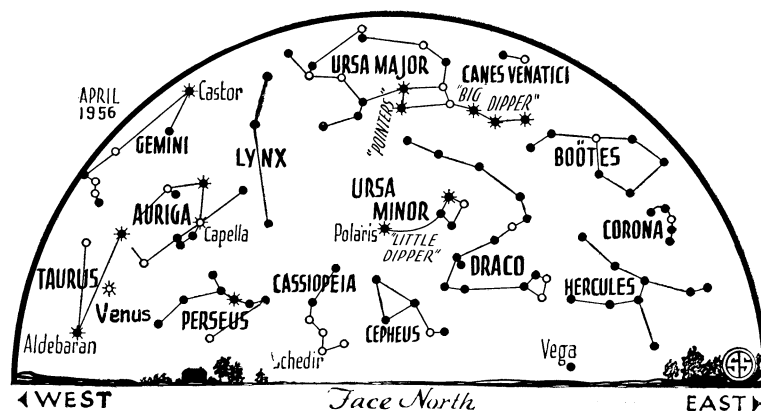 APRIL
1956
Castor
GEMINI
LYNX
URSA MAJOR
CANES VENATICI
"BIG DIPPER"
"POINTERS"
BOÖTES
AURIGA
Capella
URSA
MINOR
Polaris
"LITTLE
DIPPER"
DRACO
CORONA
HERCULES
TAURUS
Venus
Aldebaran
PERSEUS
CASSIOPEIA
Schedir
CEPHEUS
Vega
WEST
Face North
EAST